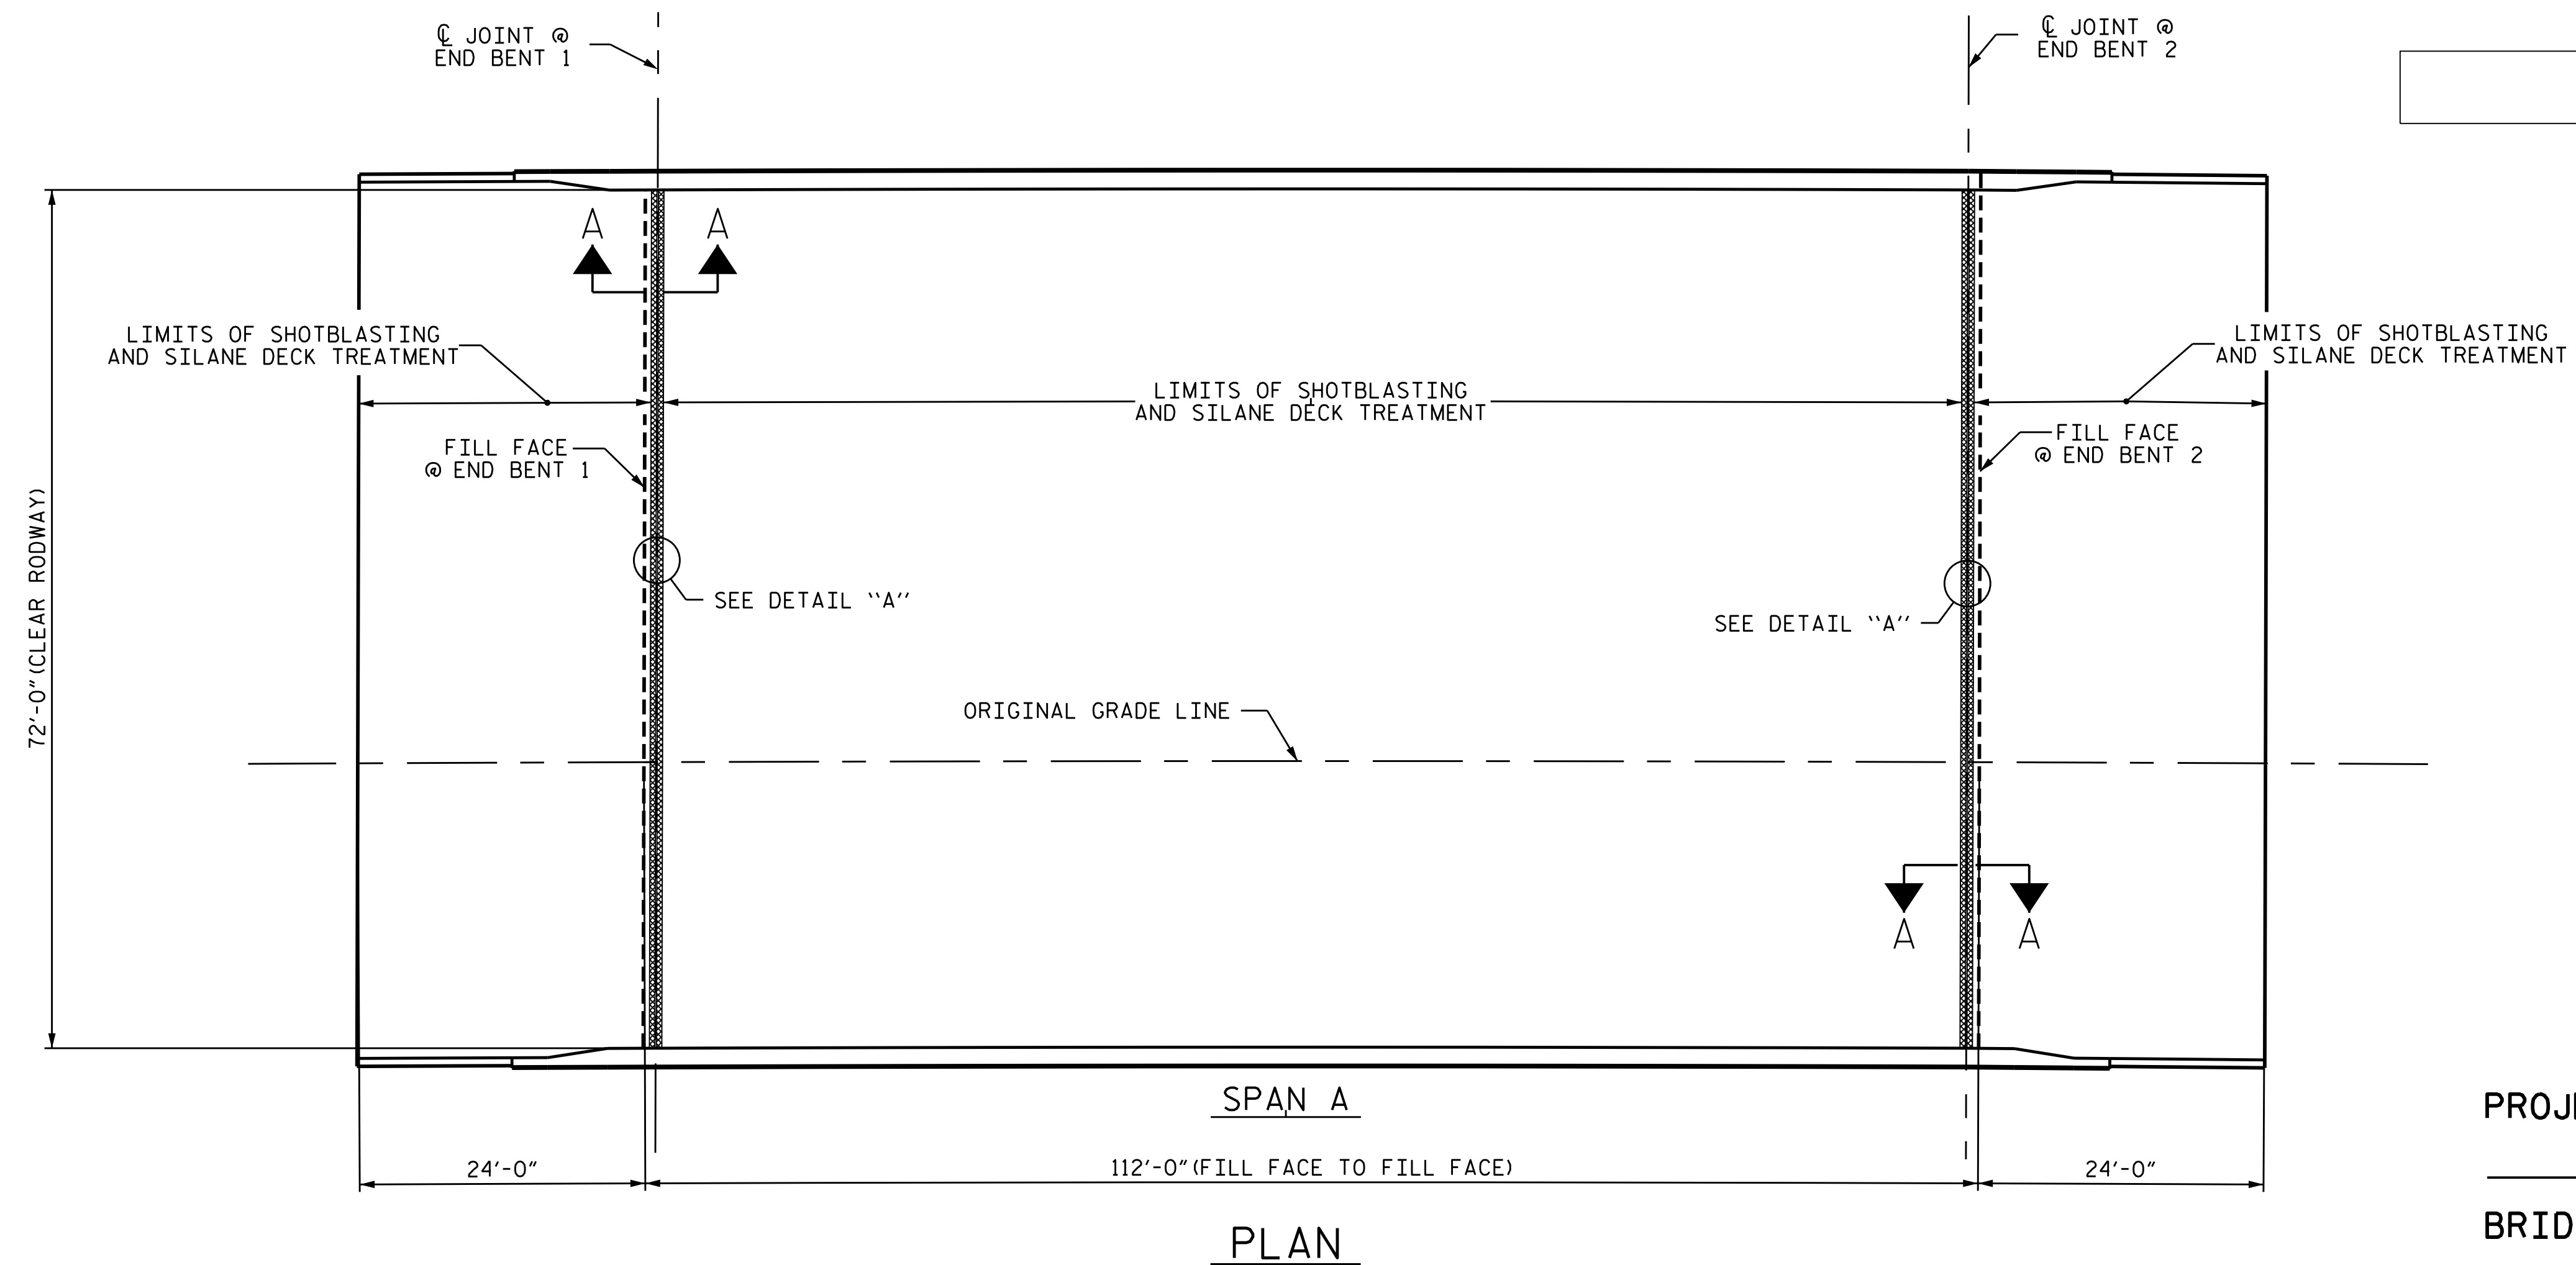 ℄ JOINT @
END BENT 1
℄ JOINT @
END BENT 2
A A
LIMITS OF SHOTBLASTING
AND SILANE DECK TREATMENT
LIMITS OF SHOTBLASTING
AND SILANE DECK TREATMENT
LIMITS OF SHOTBLASTING
AND SILANE DECK TREATMENT
FILL FACE
@ END BENT 1
FILL FACE
@ END BENT 2
72'-0" (CLEAR RODWAY)
SEE DETAIL "A"
SEE DETAIL "A"
ORIGINAL GRADE LINE
A A
SPAN A
PROJ
24'-0"
112'-0" (FILL FACE TO FILL FACE)
24'-0"
BRID
PLAN